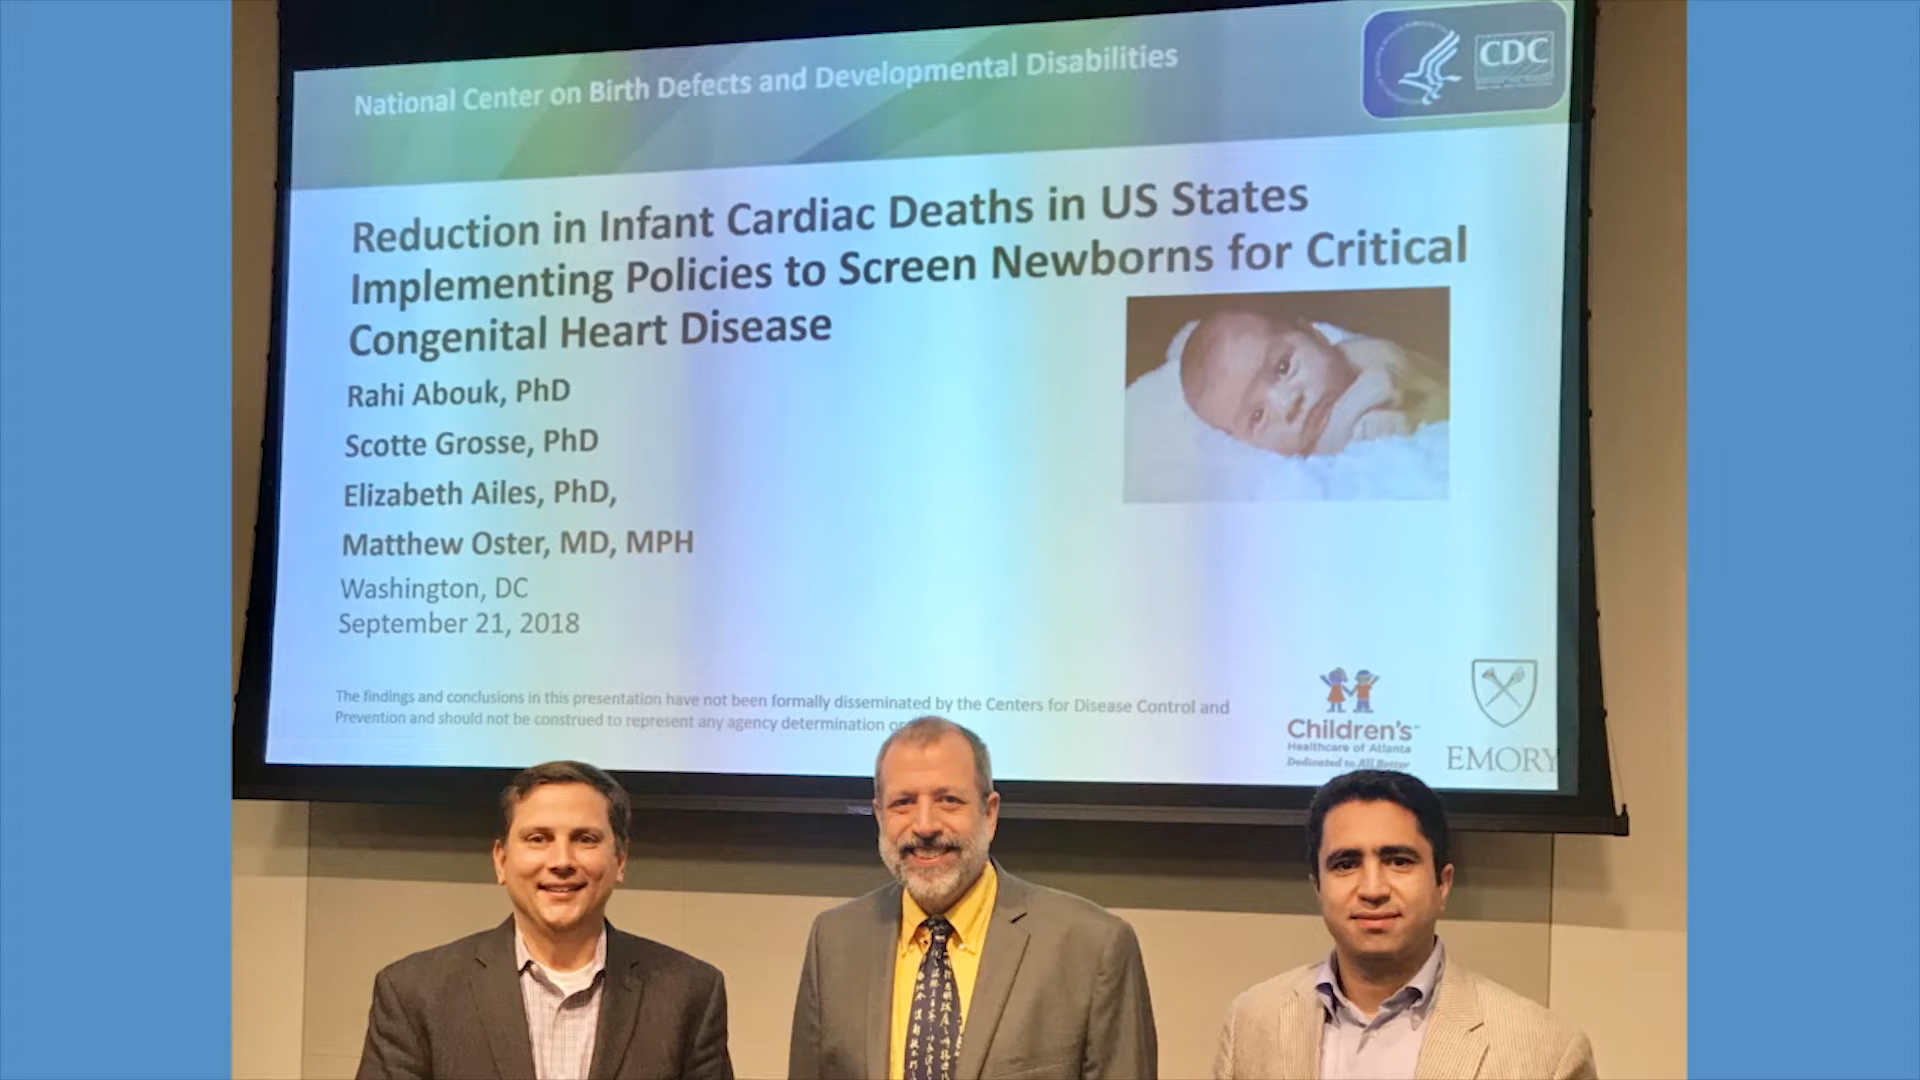 National Center on Birth Defects and Developmental Disabilities
CDC
Reduction in Infant Cardiac Deaths in US States
Implementing Policies to Screen Newborns for Critical
Congenital Heart Disease
Rahi Abouk, PhD
Scotte Grosse, PhD
Elizabeth Ailes, PhD,
Matthew Oster, MD, MPH
Washington, DC
September 21, 2018
The findings and conclusions in this presentation have not been formally disseminated by the Centers for Disease Control and
Prevention and should not be construed to represent any agency determination
Children's
Healthcare of Atlanta
Dedicated to All Better
EMORY